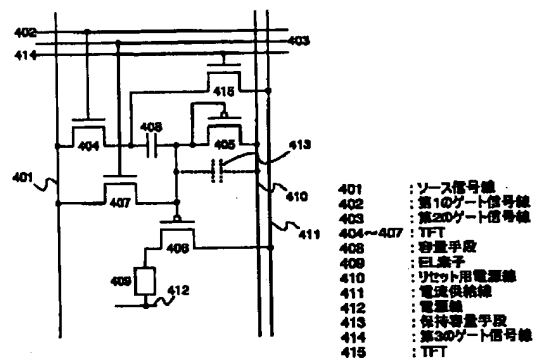 402
403
414
415
404
408
405
413
401
407
410
406
411
409
412
401 : ソース信号線
402 : 第1のゲート信号線
403 : 第2のゲート信号線
404〜407 : TFT
408 : 容量手段
409 : EL素子
410 : リセット用電源線
411 : 電流供給線
412 : 電源線
413 : 保持容量手段
414 : 第3のゲート信号線
415 : TFT